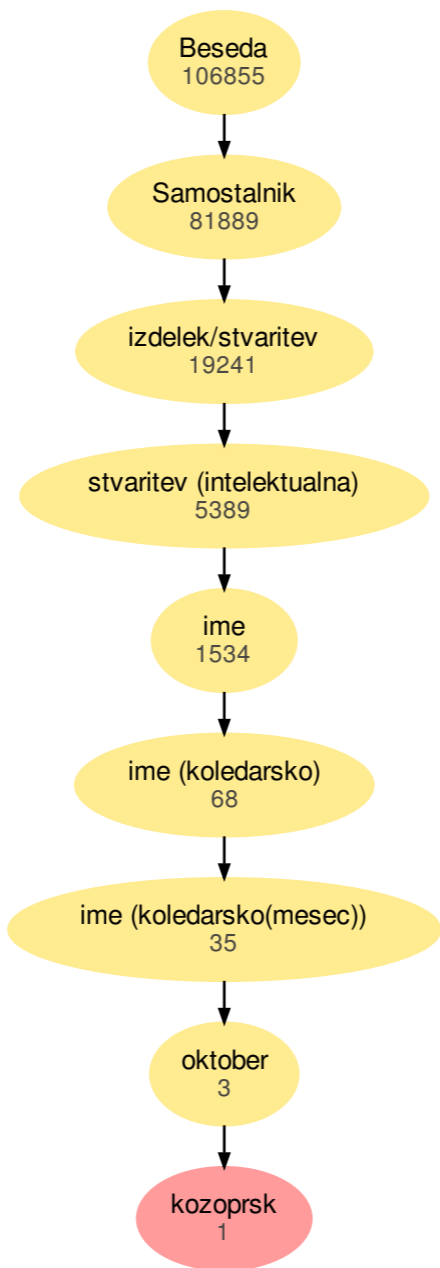 Beseda
106855
Samostalnik
81889
izdelek/stvaritev
19241
stvaritev (intelektualna)
5389
ime
1534
ime (koledarsko)
68
ime (koledarsko(mesec))
35
oktober
3
kozoprsk
1